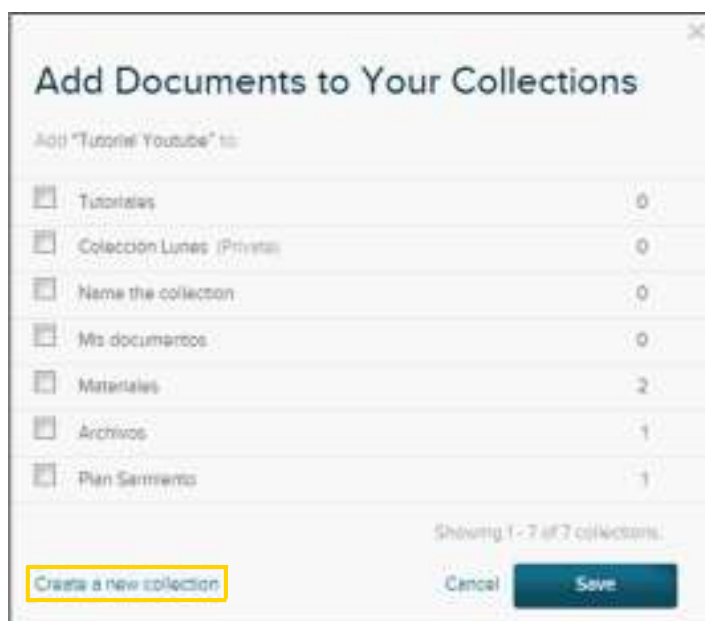 Add Documents to Your Collections
Add "Tutorial Youtube" to:
Tutoriales 0
Colección Lunes (Privata) 0
Name the collection 0
Mis documentos 0
Materiales 2
Archivos 1
Plan Sarmiento 1
Showing 1 - 7 of 7 collections.
Create a new collection Cancel Save